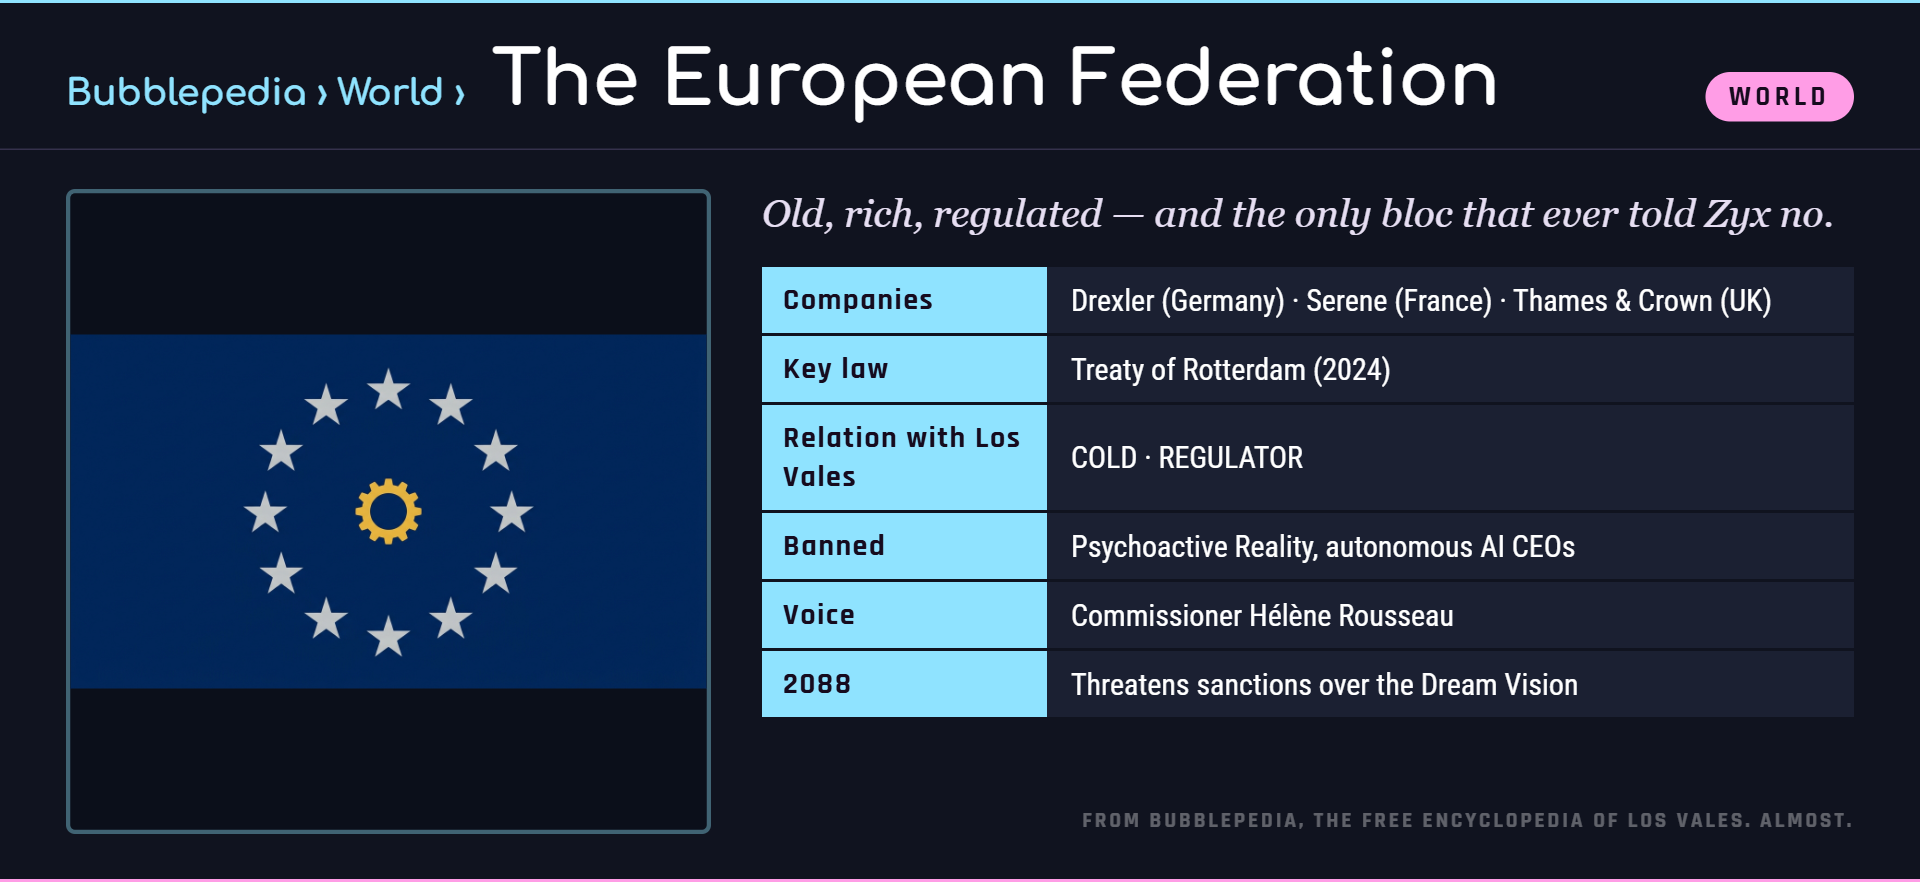 Bubblepedia › World › The European Federation
WORLD
Old, rich, regulated — and the only bloc that ever told Zyx no.
Companies Drexler (Germany) · Serene (France) · Thames & Crown (UK)
Key law Treaty of Rotterdam (2024)
Relation with Los
Vales COLD · REGULATOR
Banned Psychoactive Reality, autonomous AI CEOs
Voice Commissioner Hélène Rousseau
2088 Threatens sanctions over the Dream Vision
FROM BUBBLEPEDIA, THE FREE ENCYCLOPEDIA OF LOS VALES. ALMOST.